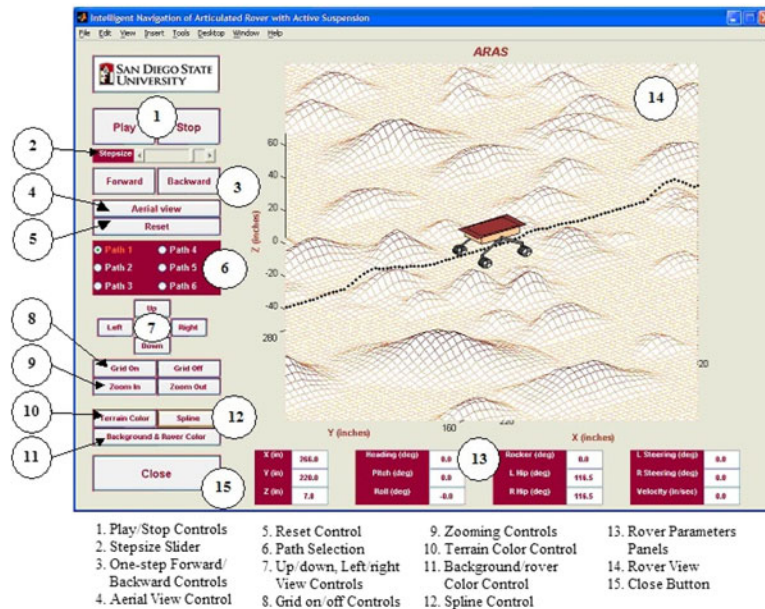 Intelligent Navigation of Articulated Rover with Active Suspension
File Edit View Insert Tools Desktop Window Help
ARAS
SAN DIEGO STATE
UNIVERSITY
1
Play Stop
2
Stepsize
Forward Backward
3
4
Aerial view
5
Reset
Path 1 Path 4
Path 2 Path 5
Path 3 Path 6
6
Up
Left 7 Right
Down
8
Grid On Grid Off
9
Zoom In Zoom Out
10
Terrain Color Spline
12
11
Background & Rover Color
Close
15
14
60
40
20
0
-20
-40
280
Z (inches)
Y (inches)
160
220
X (inches)
20
X (in) 266.0
Y (in) 220.0
Z (in) 7.0
Heading (deg) 0.0
Pitch (deg) 0.0
Roll (deg) -0.0
13
Rocker (deg) 0.0
L Hip (deg) 116.5
R Hip (deg) 116.5
L Steering (deg) 0.0
R Steering (deg) 0.0
Velocity (in/sec) 0.0
1. Play/Stop Controls
2. Stepsize Slider
3. One-step Forward/
Backward Controls
4. Aerial View Control
5. Reset Control
6. Path Selection
7. Up/down, Left/right
View Controls
8. Grid on/off Controls
9. Zooming Controls
10. Terrain Color Control
11. Background/rover
Color Control
12. Spline Control
13. Rover Parameters
Panels
14. Rover View
15. Close Button